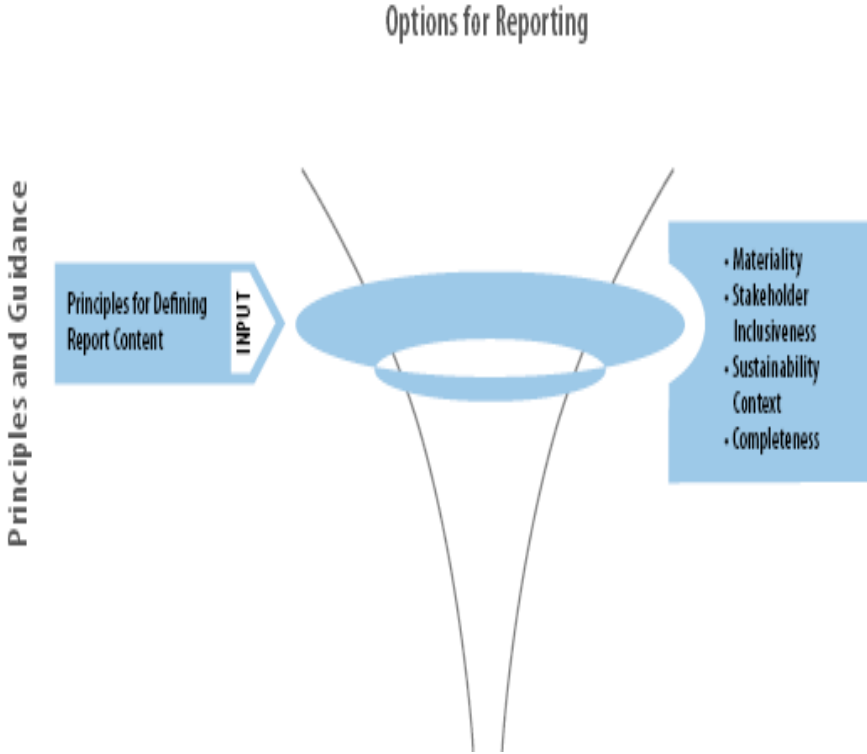 Options for Reporting
Principles and Guidance
Principles for Defining
Report Content
INPUT
• Materiality
• Stakeholder
Inclusiveness
• Sustainability
Context
• Completeness